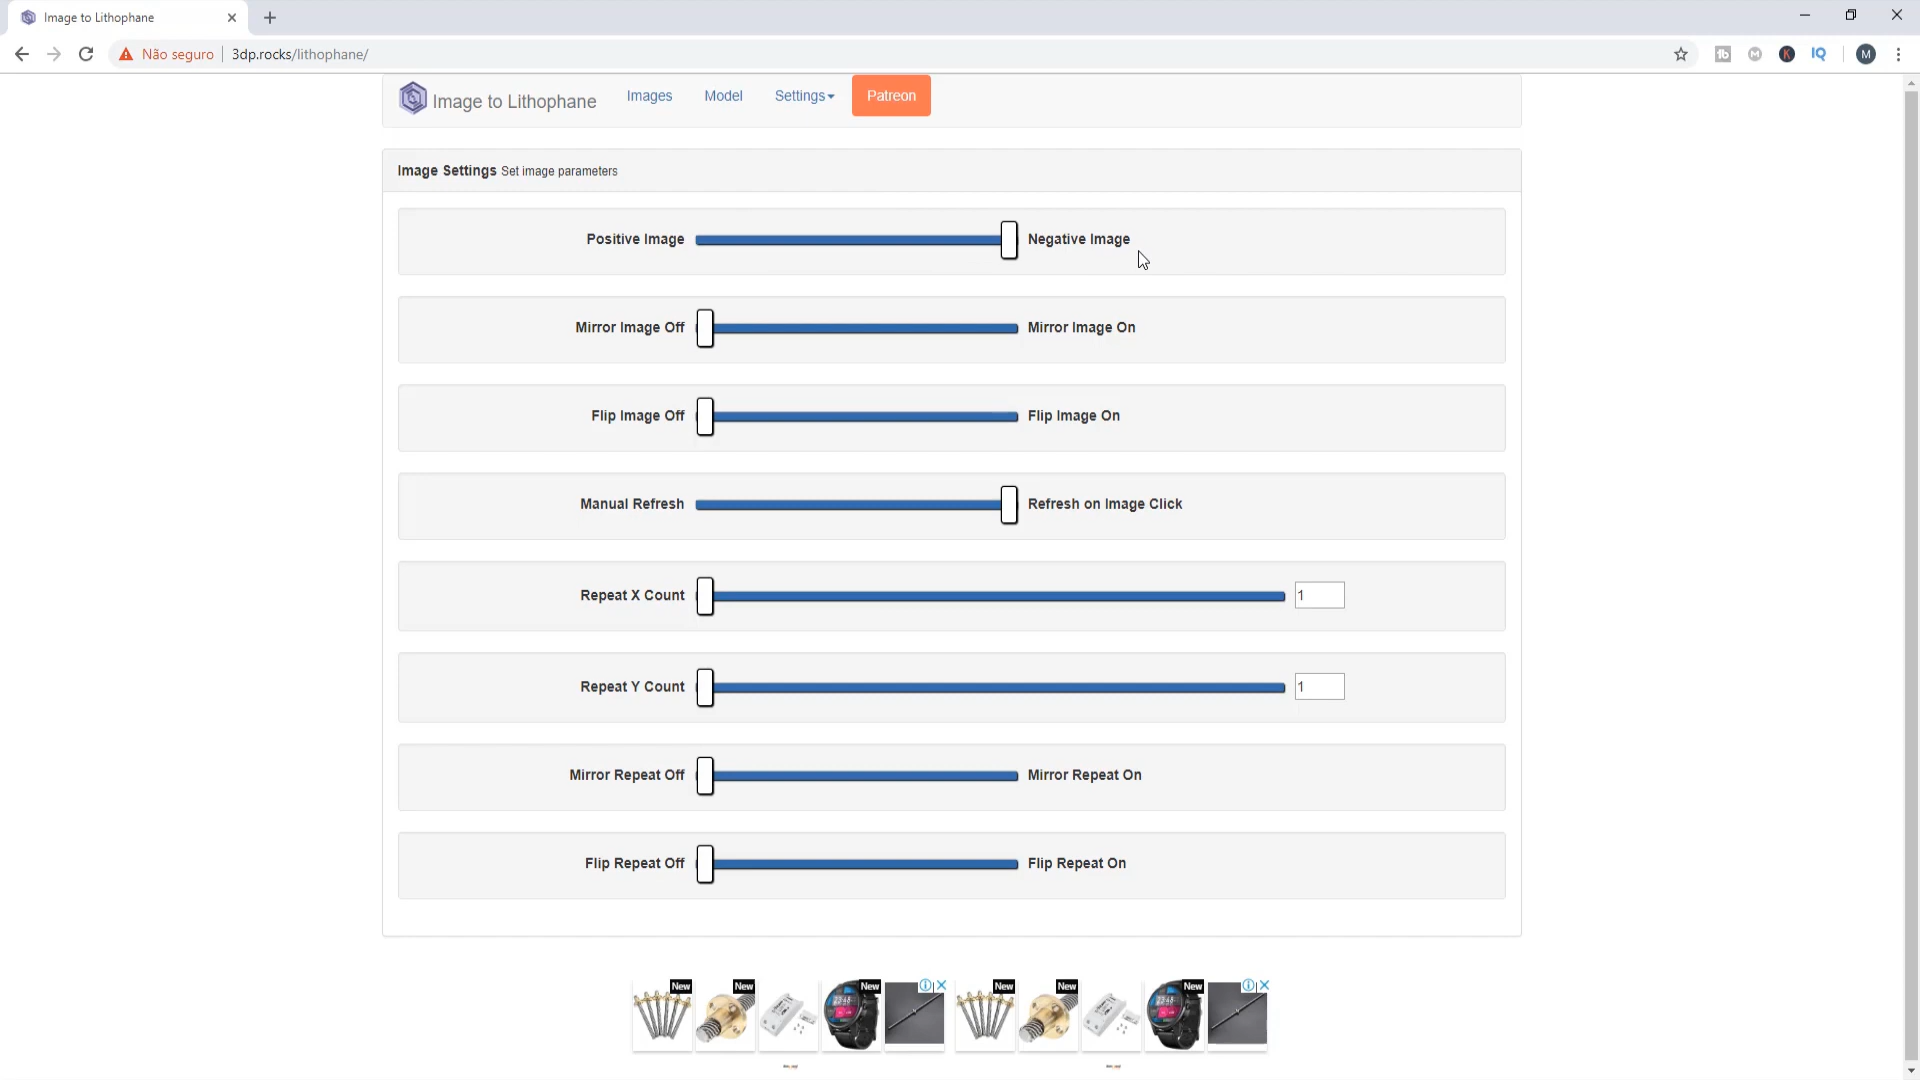 Image to Lithophane
Não seguro
3dp.rocks/lithophane/
M
K
IQ
M
Image to Lithophane
Images
Model
Settings
Patreon
Image Settings Set image parameters
Positive Image
Negative Image
Mirror Image Off
Mirror Image On
Flip Image Off
Flip Image On
Manual Refresh
Refresh on Image Click
Repeat X Count
1
Repeat Y Count
1
Mirror Repeat Off
Mirror Repeat On
Flip Repeat Off
Flip Repeat On
New
New
New
New
New
New